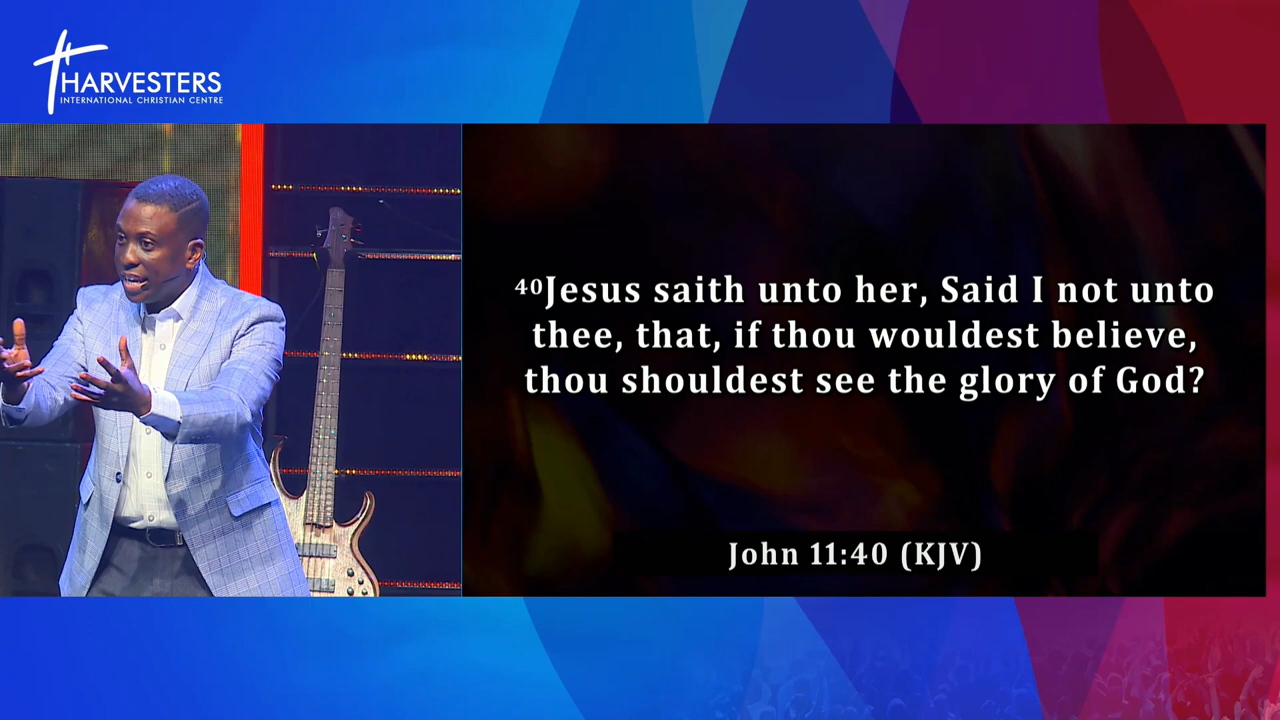 HARVESTERS
INTERNATIONAL CHRISTIAN CENTRE
⁴⁰Jesus saith unto her, Said I not unto
thee, that, if thou wouldest believe,
thou shouldest see the glory of God?
John 11:40 (KJV)